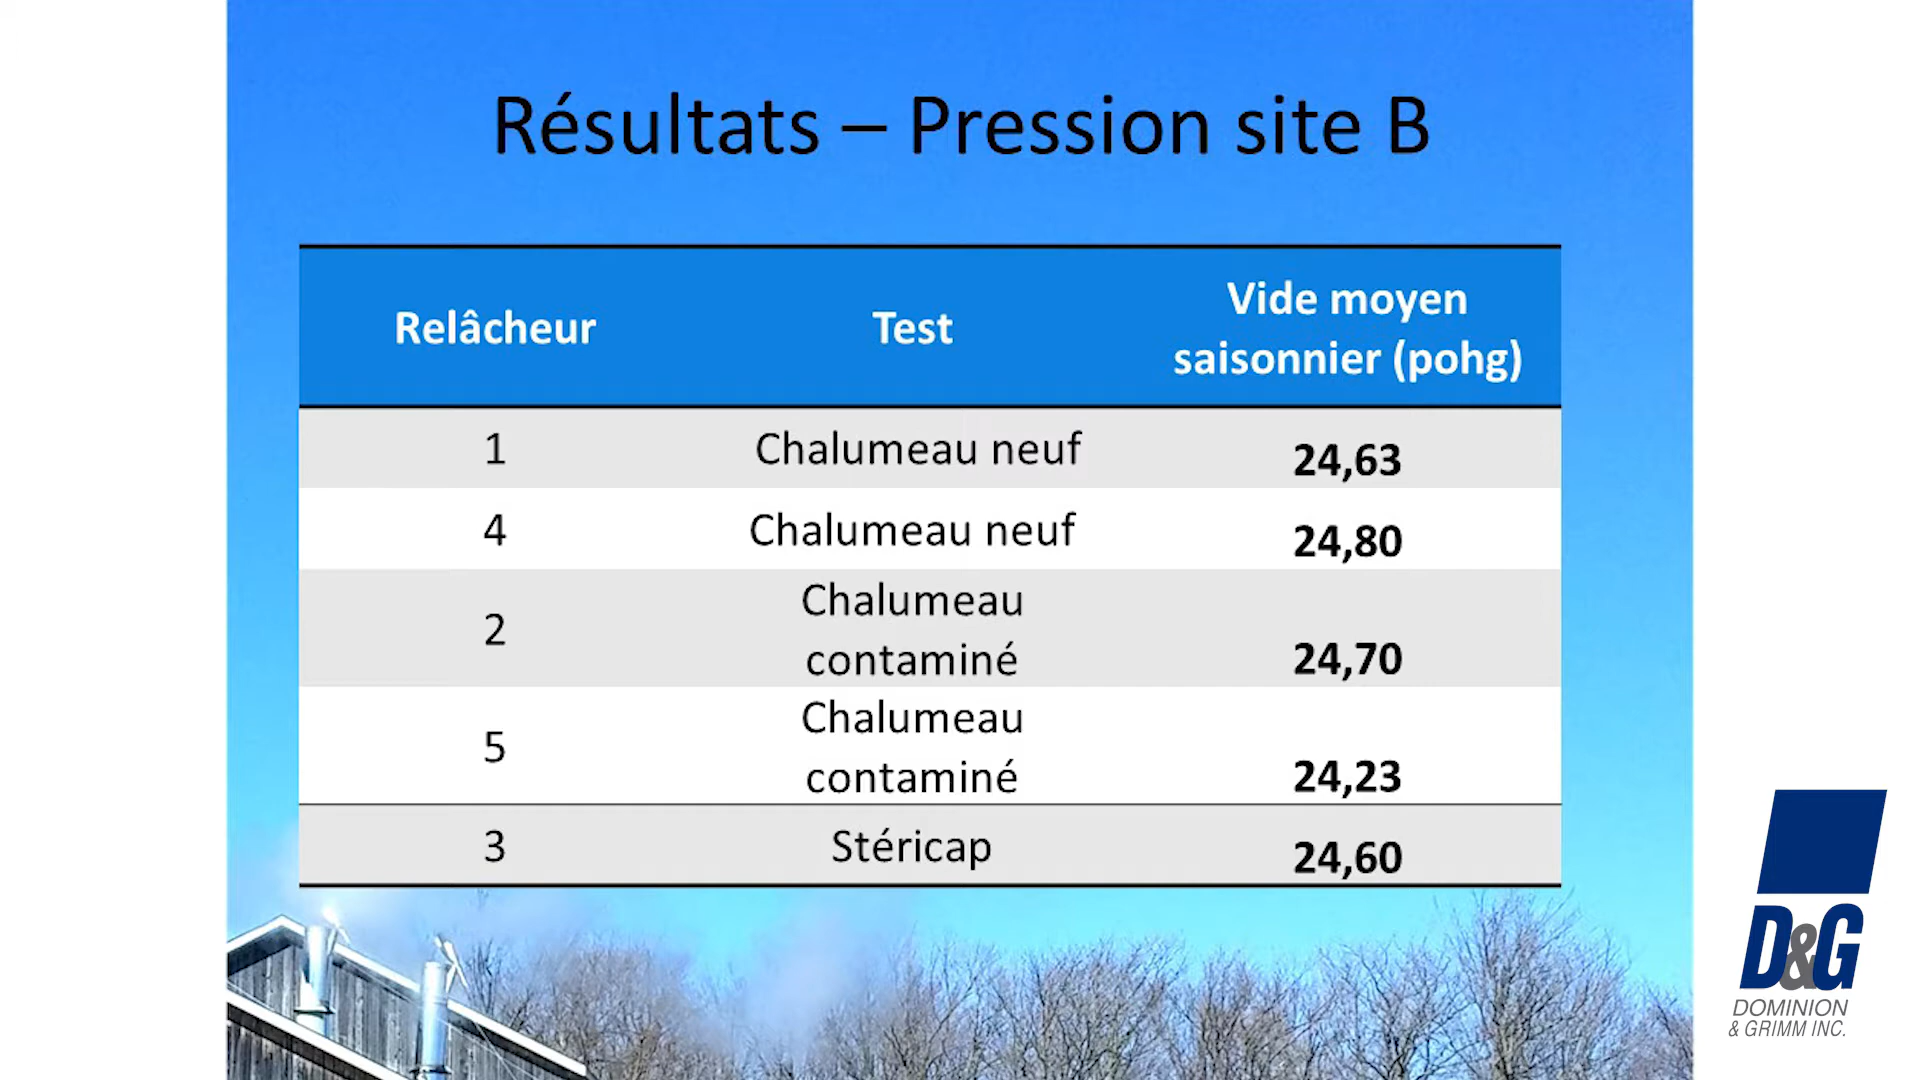 Résultats – Pression site B
Relâcheur Test Vide moyen saisonnier (pohg)
1 Chalumeau neuf 24,63
4 Chalumeau neuf 24,80
2 Chalumeau contaminé 24,70
5 Chalumeau contaminé 24,23
3 Stéricap 24,60
D&G
DOMINION
& GRIMM INC.